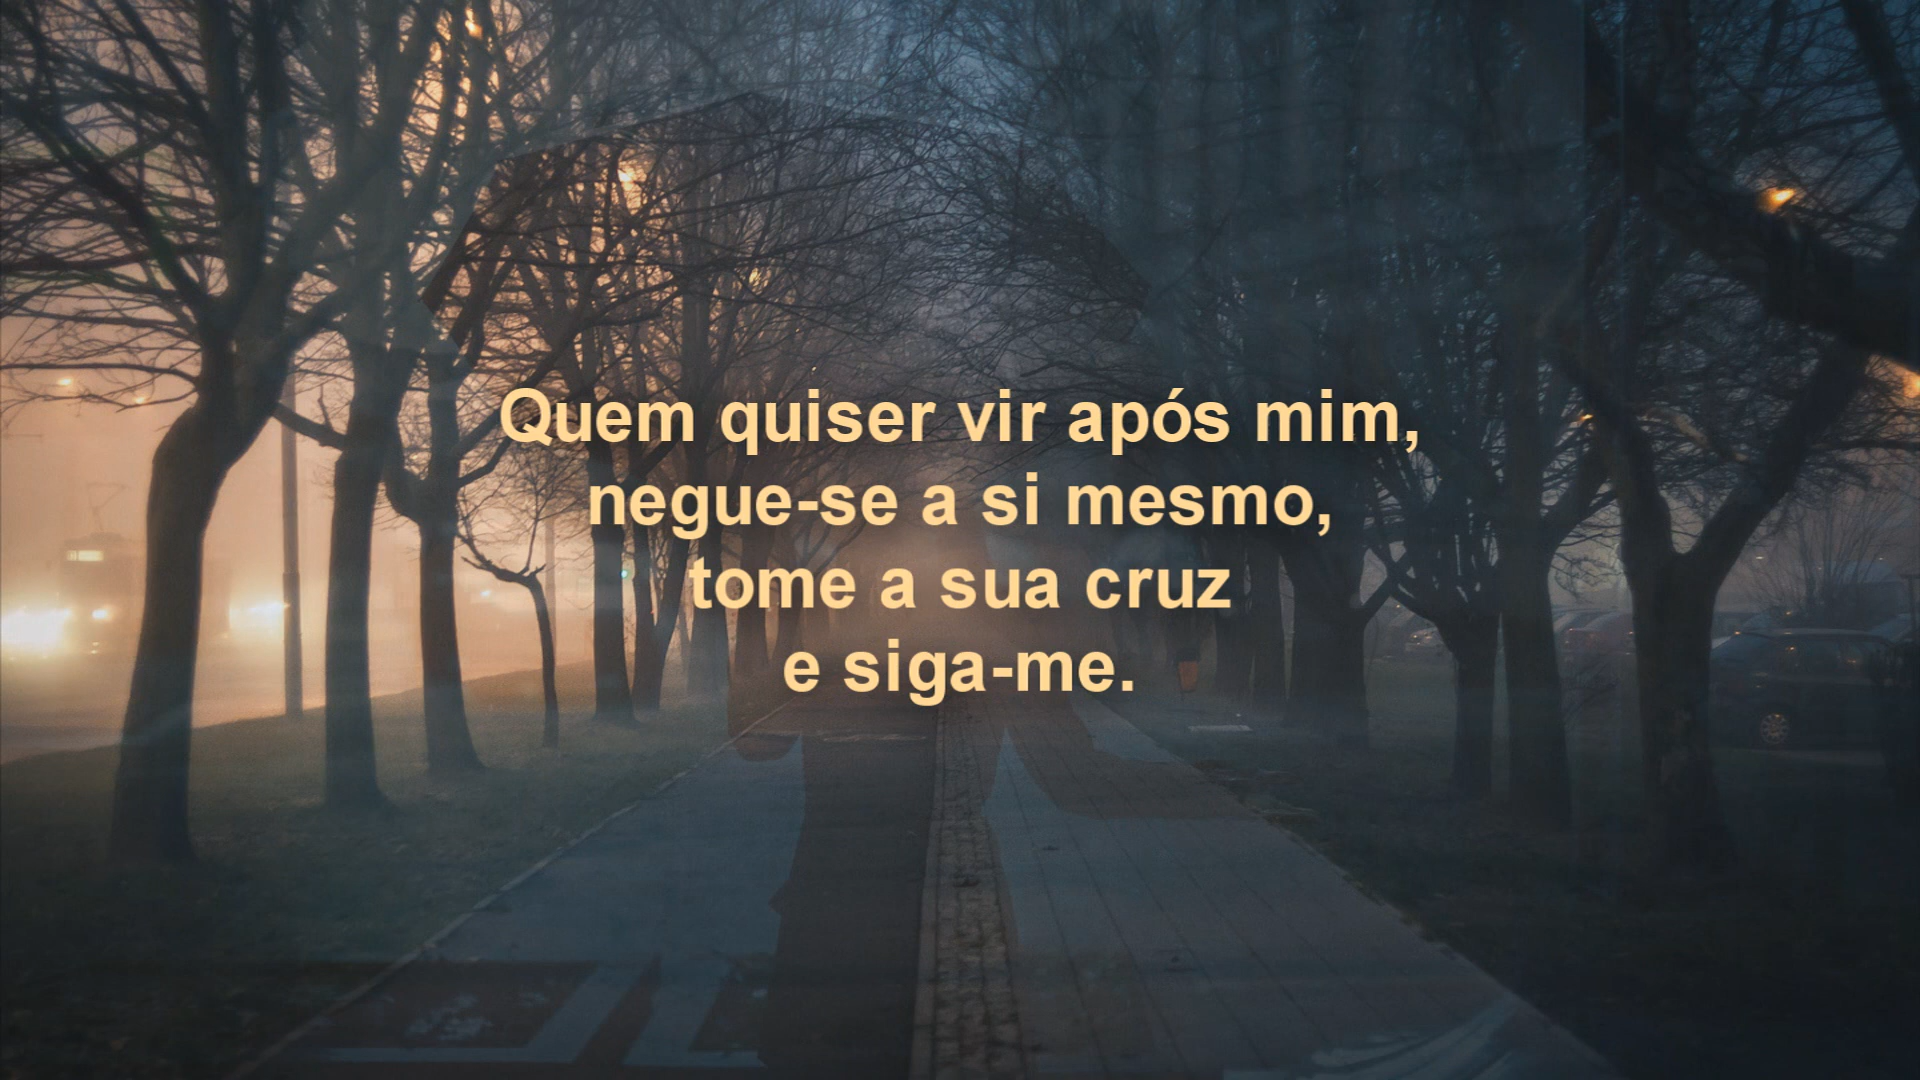 Quem quiser vir após mim,
negue-se a si mesmo,
tome a sua cruz
e siga-me.